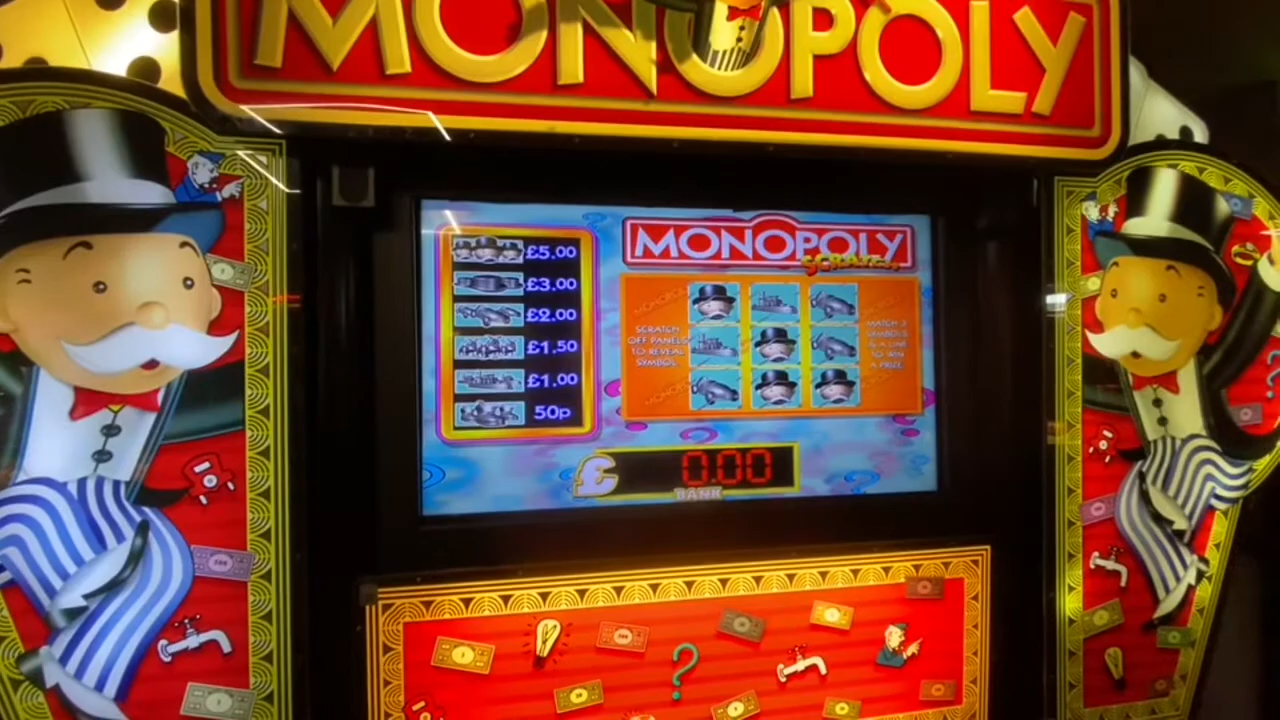 MONOPOLY
£5.00
£3.00
£2.00
£1.50
£1.00
50p
MONOPOLY
SCRATCH
SCRATCH
OFF PANELS
TO REVEAL
SYMBOL
MATCH 3
SYMBOLS
IN A LINE
TO WIN
A PRIZE
£ 0.00
BANK